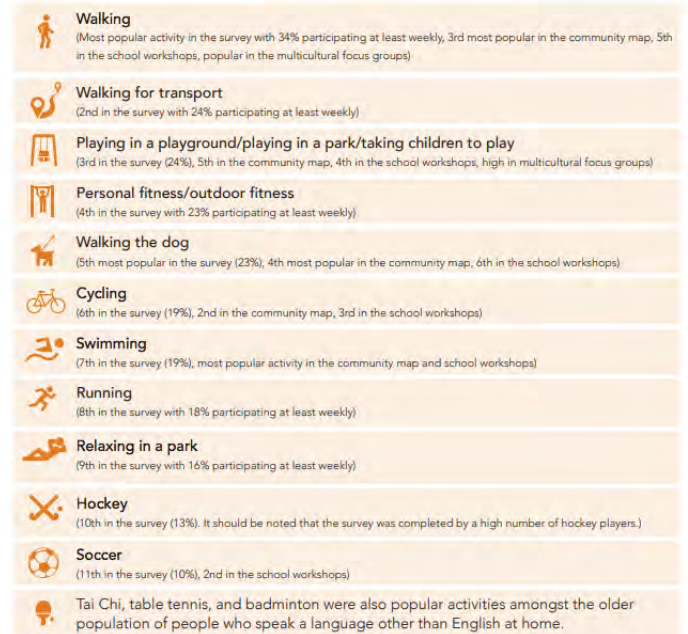 Walking
(Most popular activity in the survey with 34% participating at least weekly, 3rd most popular in the community map, 5th
in the school workshops, popular in the multicultural focus groups)
Walking for transport
(2nd in the survey with 24% participating at least weekly)
Playing in a playground/playing in a park/taking children to play
(3rd in the survey (24%), 5th in the community map, 4th in the school workshops, high in multicultural focus groups)
Personal fitness/outdoor fitness
(4th in the survey with 23% participating at least weekly)
Walking the dog
(5th most popular in the survey (23%), 4th most popular in the community map, 6th in the school workshops)
Cycling
(6th in the survey (19%), 2nd in the community map, 3rd in the school workshops)
Swimming
(7th in the survey (19%), most popular activity in the community map and school workshops)
Running
(8th in the survey with 18% participating at least weekly)
Relaxing in a park
(9th in the survey with 16% participating at least weekly)
Hockey
(10th in the survey (13%). It should be noted that the survey was completed by a high number of hockey players.)
Soccer
(11th in the survey (10%), 2nd in the school workshops)
Tai Chi, table tennis, and badminton were also popular activities amongst the older
population of people who speak a language other than English at home.